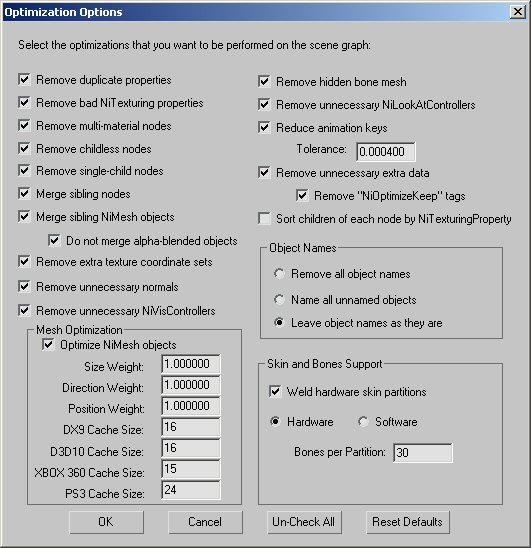 Optimization Options
Select the optimizations that you want to be performed on the scene graph:
Remove duplicate properties
Remove bad NiTexturing properties
Remove multi-material nodes
Remove childless nodes
Remove single-child nodes
Merge sibling nodes
Merge sibling NiMesh objects
Do not merge alpha-blended objects
Remove extra texture coordinate sets
Remove unnecessary normals
Remove unnecessary NiVisControllers
Mesh Optimization
Optimize NiMesh objects
Size Weight: 1.000000
Direction Weight: 1.000000
Position Weight: 1.000000
DX9 Cache Size: 16
D3D10 Cache Size: 16
XBOX 360 Cache Size: 15
PS3 Cache Size: 24
Remove hidden bone mesh
Remove unnecessary NiLookAtControllers
Reduce animation keys
Tolerance: 0.000400
Remove unnecessary extra data
Remove "NiOptimizeKeep" tags
Sort children of each node by NiTexturingProperty
Object Names
Remove all object names
Name all unnamed objects
Leave object names as they are
Skin and Bones Support
Weld hardware skin partitions
Hardware Software
Bones per Partition: 30
OK Cancel Un-Check All Reset Defaults